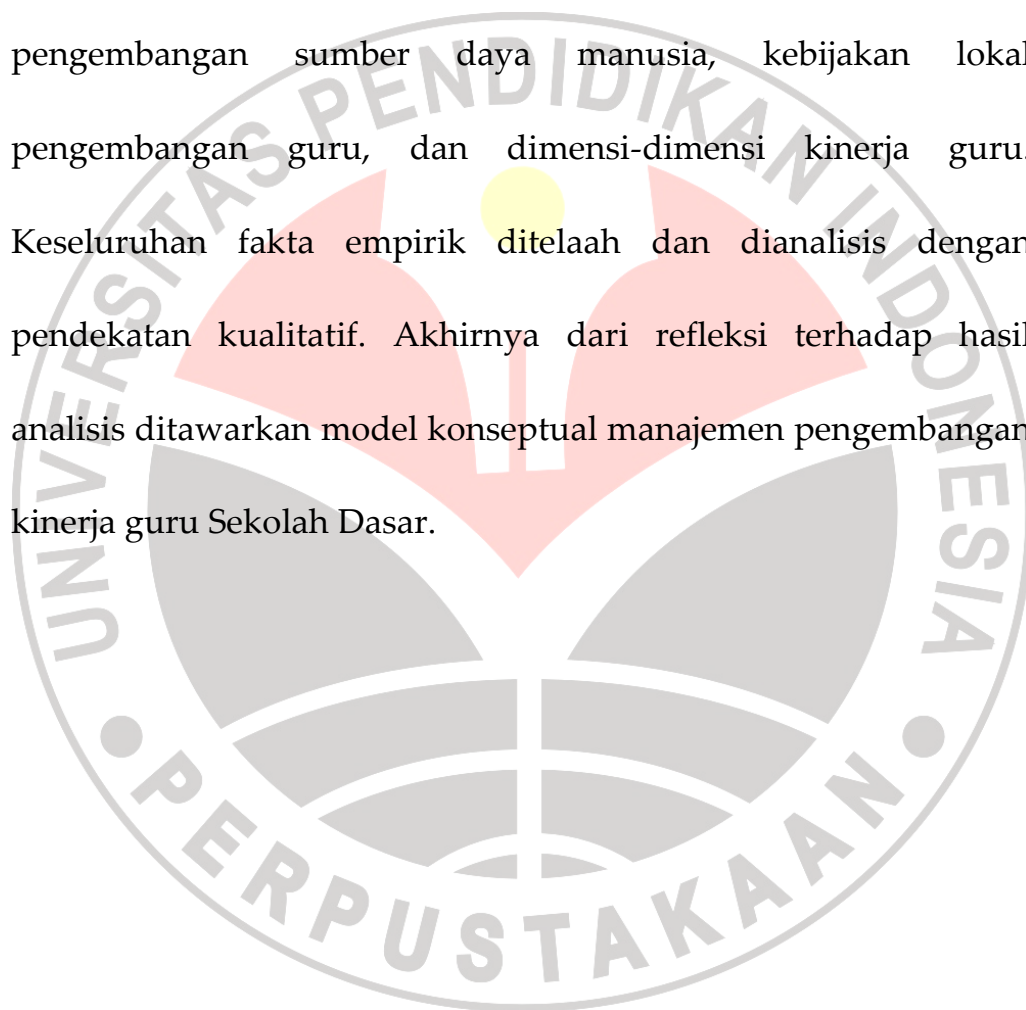 pengembangan sumber daya manusia, kebijakan lokal
pengembangan guru, dan dimensi-dimensi kinerja guru.
Keseluruhan fakta empirik ditelaah dan dianalisis dengan
pendekatan kualitatif. Akhirnya dari refleksi terhadap hasil
analisis ditawarkan model konseptual manajemen pengembangan
kinerja guru Sekolah Dasar.
UNIVERSITAS PENDIDIKAN INDONESIA
PERPUSTAKAAN